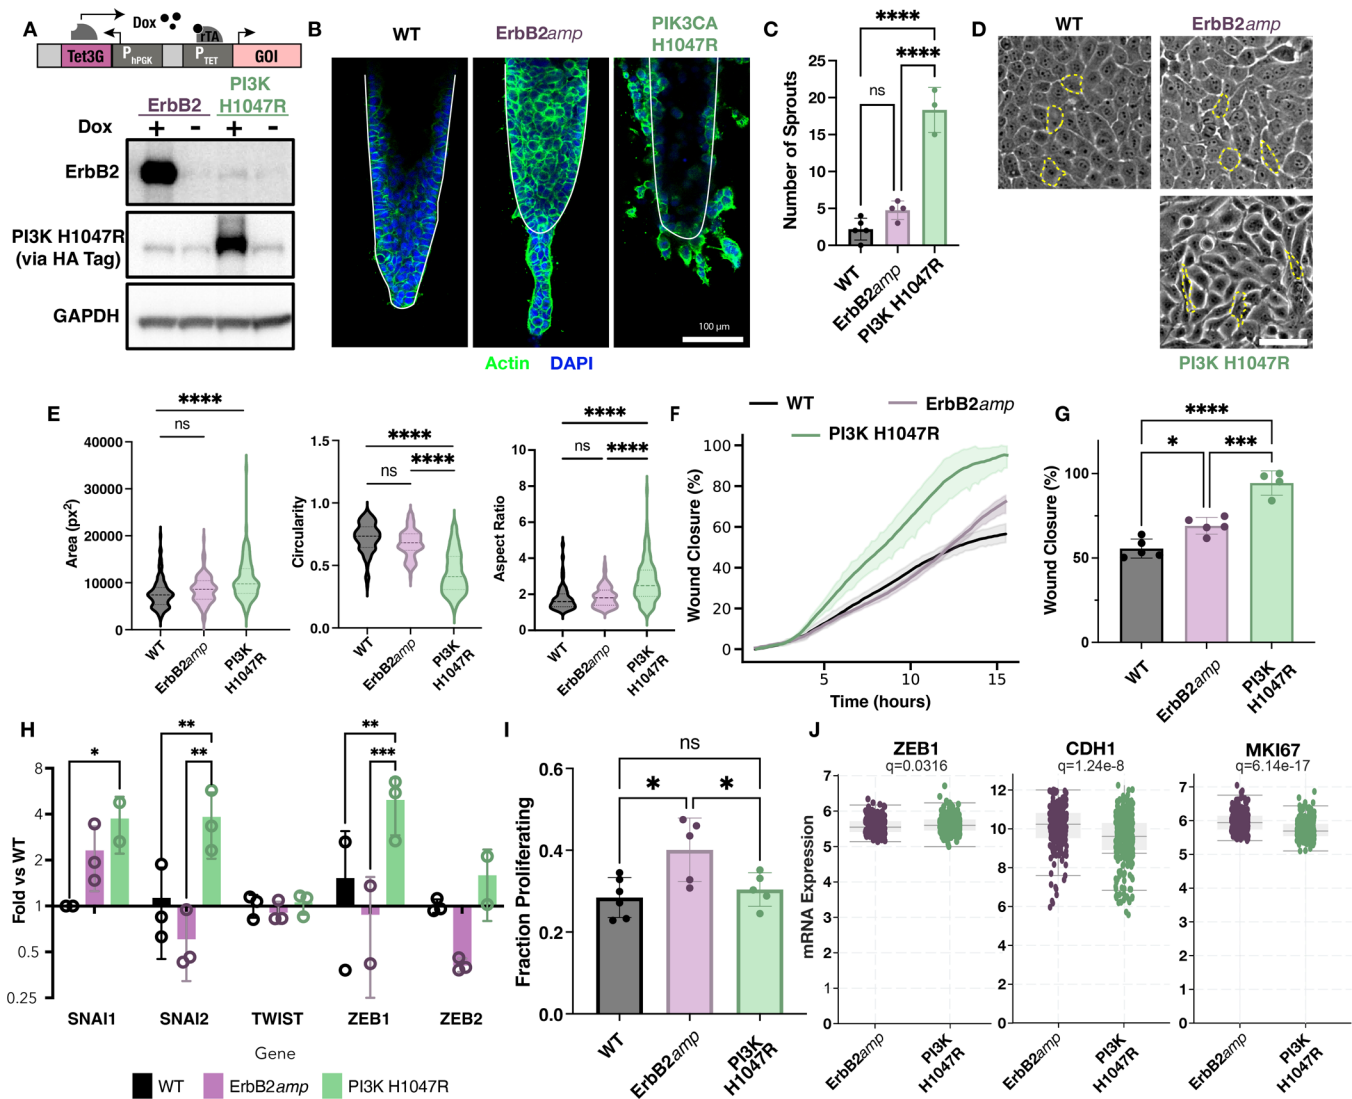 A
Dox
rTA
Tet3G
PhPGK
PTET
GOI
ErbB2
PI3K
H1047R
Dox
+
-
+
-
ErbB2
PI3K H1047R
(via HA Tag)
GAPDH
B
WT
ErbB2amp
PIK3CA
H1047R
100 µm
Actin
DAPI
C
****
****
ns
Number of Sprouts
25
20
15
10
5
0
WT
ErbB2amp
PI3K H1047R
D
WT
ErbB2amp
PI3K H1047R
E
****
ns
Area (px²)
40000
30000
20000
10000
0
WT
ErbB2amp
PI3K
H1047R
****
ns
****
Circularity
1.5
1.0
0.5
0.0
WT
ErbB2amp
PI3K
H1047R
****
ns
****
Aspect Ratio
10
8
6
4
2
0
WT
ErbB2amp
PI3K
H1047R
F
WT
ErbB2amp
PI3K H1047R
Wound Closure (%)
100
80
60
40
20
0
5
10
15
Time (hours)
G
****
*
***
Wound Closure (%)
100
50
0
WT
ErbB2amp
PI3K
H1047R
H
*
**
**
**
***
Fold vs WT
8
4
2
1
0.5
0.25
SNAI1
SNAI2
TWIST
ZEB1
ZEB2
Gene
WT
ErbB2amp
PI3K H1047R
I
ns
*
*
Fraction Proliferating
0.6
0.4
0.2
0.0
WT
ErbB2amp
PI3K
H1047R
J
mRNA Expression
ZEB1
q=0.0316
7
6
5
4
3
2
1
0
ErbB2amp
PI3K
H1047R
CDH1
q=1.24e-8
12
10
8
6
4
2
0
ErbB2amp
PI3K
H1047R
MKI67
q=6.14e-17
7
6
5
4
3
2
1
0
ErbB2amp
PI3K
H1047R